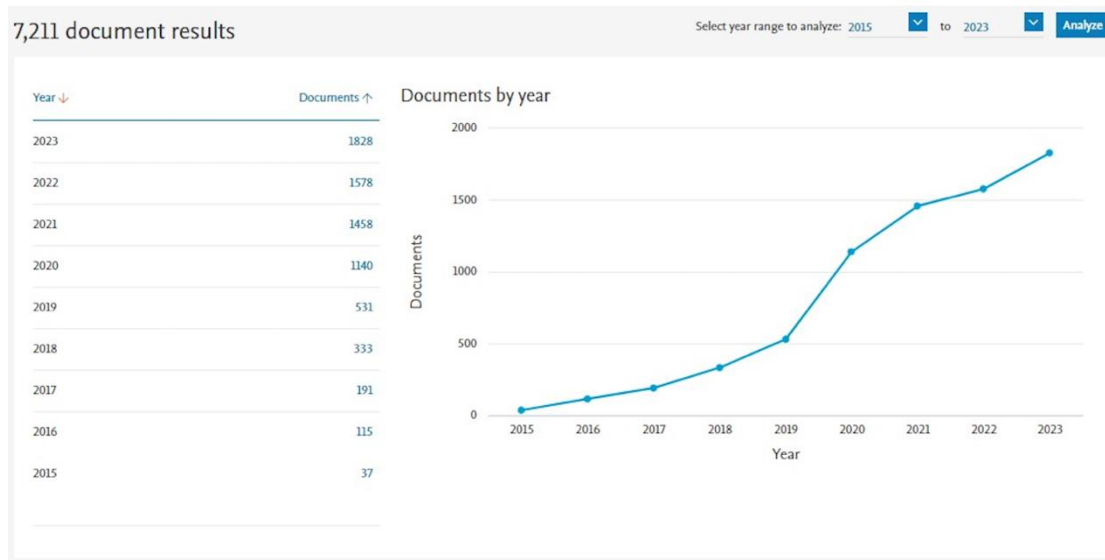 7,211 document results
Select year range to analyze: 2015 to 2023 Analyze
Year ↓ Documents ↑
2023 1828
2022 1578
2021 1458
2020 1140
2019 531
2018 333
2017 191
2016 115
2015 37
Documents by year
2000
1500
1000
500
0
Documents
2015 2016 2017 2018 2019 2020 2021 2022 2023
Year